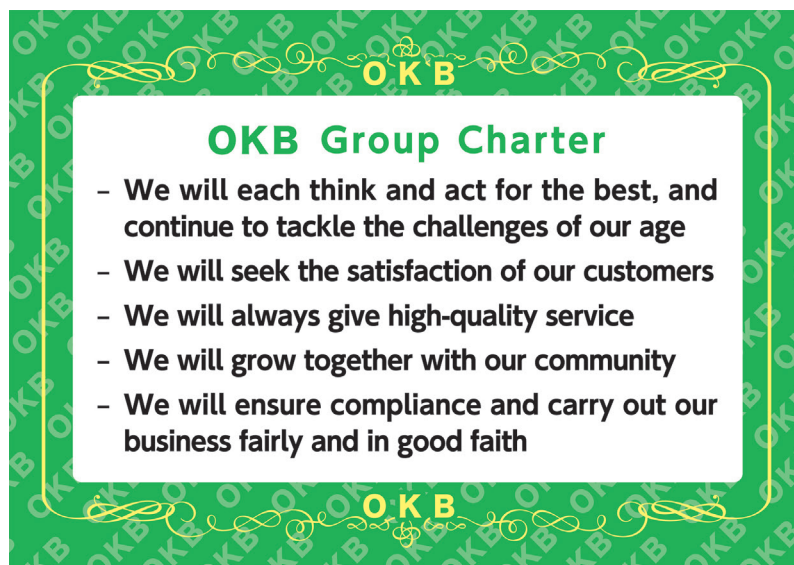 O K B
OKB Group Charter
– We will each think and act for the best, and
continue to tackle the challenges of our age
– We will seek the satisfaction of our customers
– We will always give high-quality service
– We will grow together with our community
– We will ensure compliance and carry out our
business fairly and in good faith
O K B